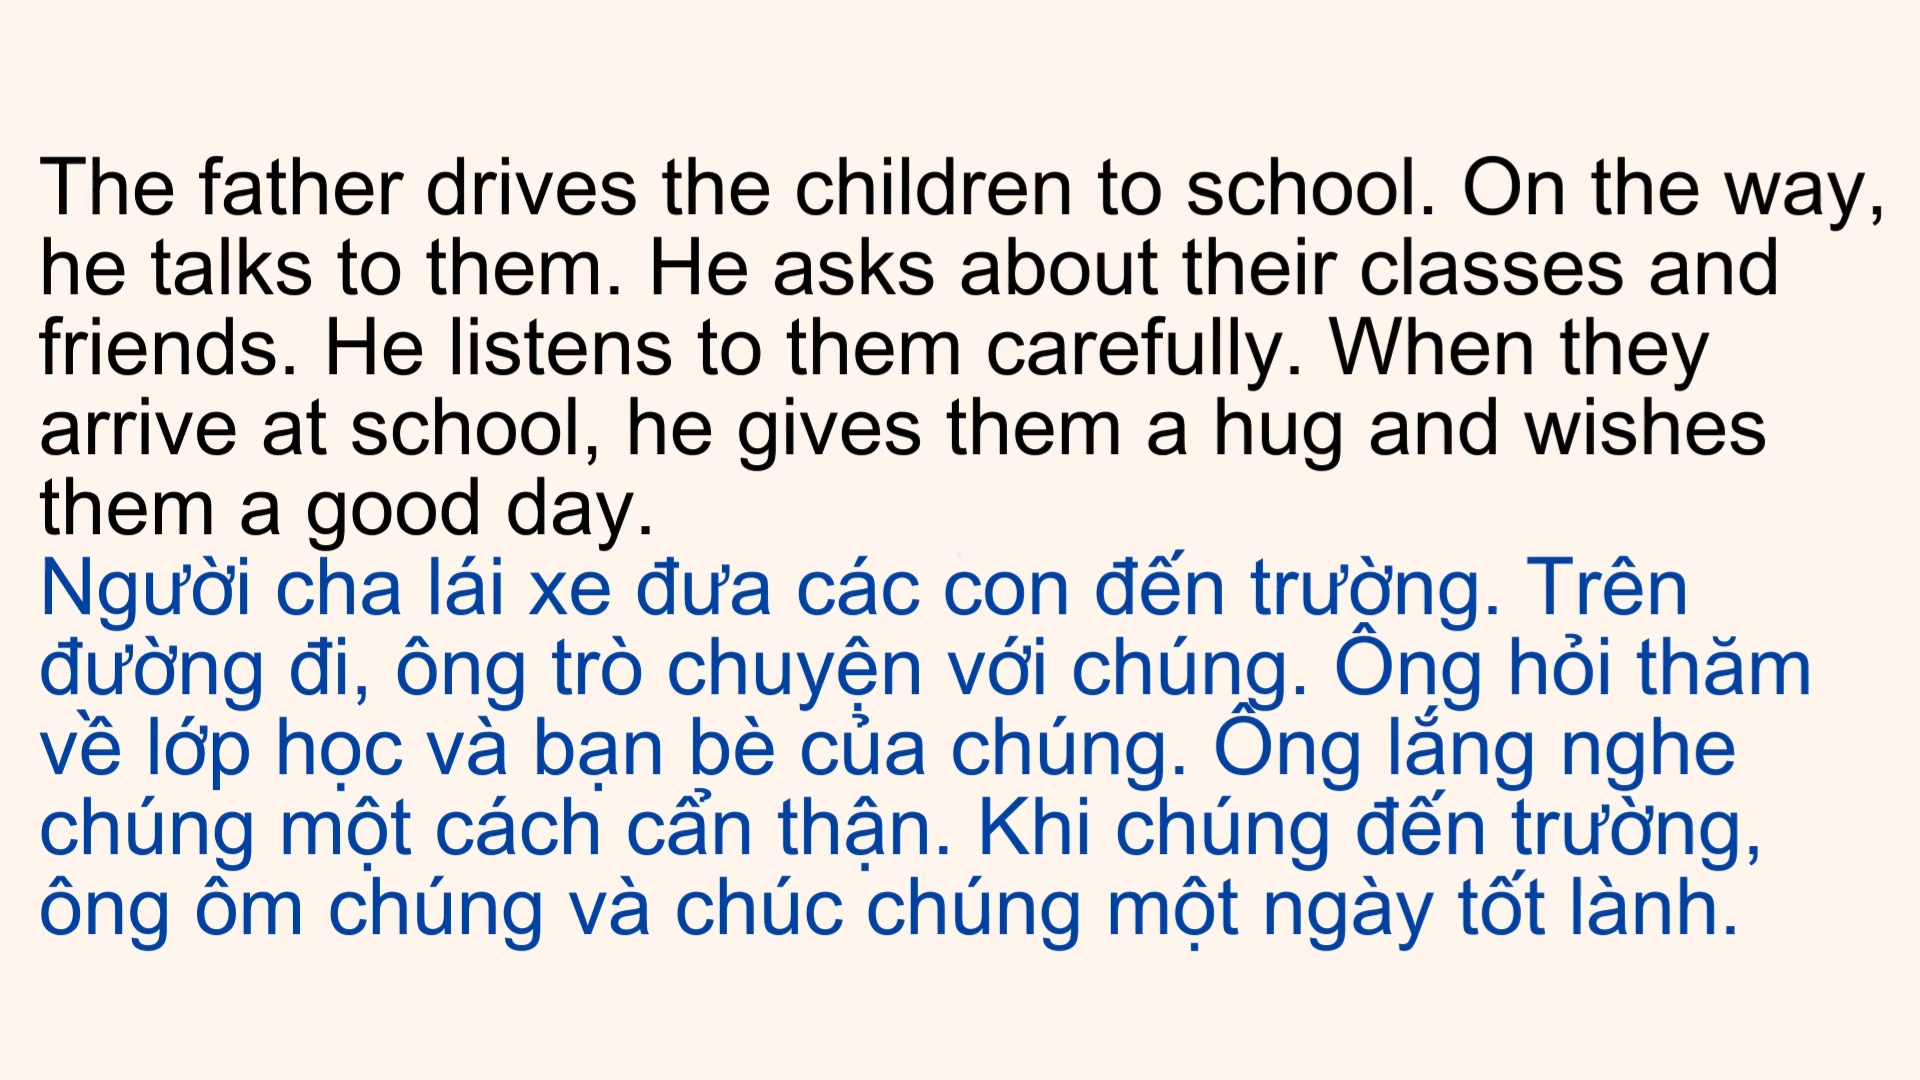 The father drives the children to school. On the way,
he talks to them. He asks about their classes and
friends. He listens to them carefully. When they
arrive at school, he gives them a hug and wishes
them a good day.
Người cha lái xe đưa các con đến trường. Trên
đường đi, ông trò chuyện với chúng. Ông hỏi thăm
về lớp học và bạn bè của chúng. Ông lắng nghe
chúng một cách cẩn thận. Khi chúng đến trường,
ông ôm chúng và chúc chúng một ngày tốt lành.